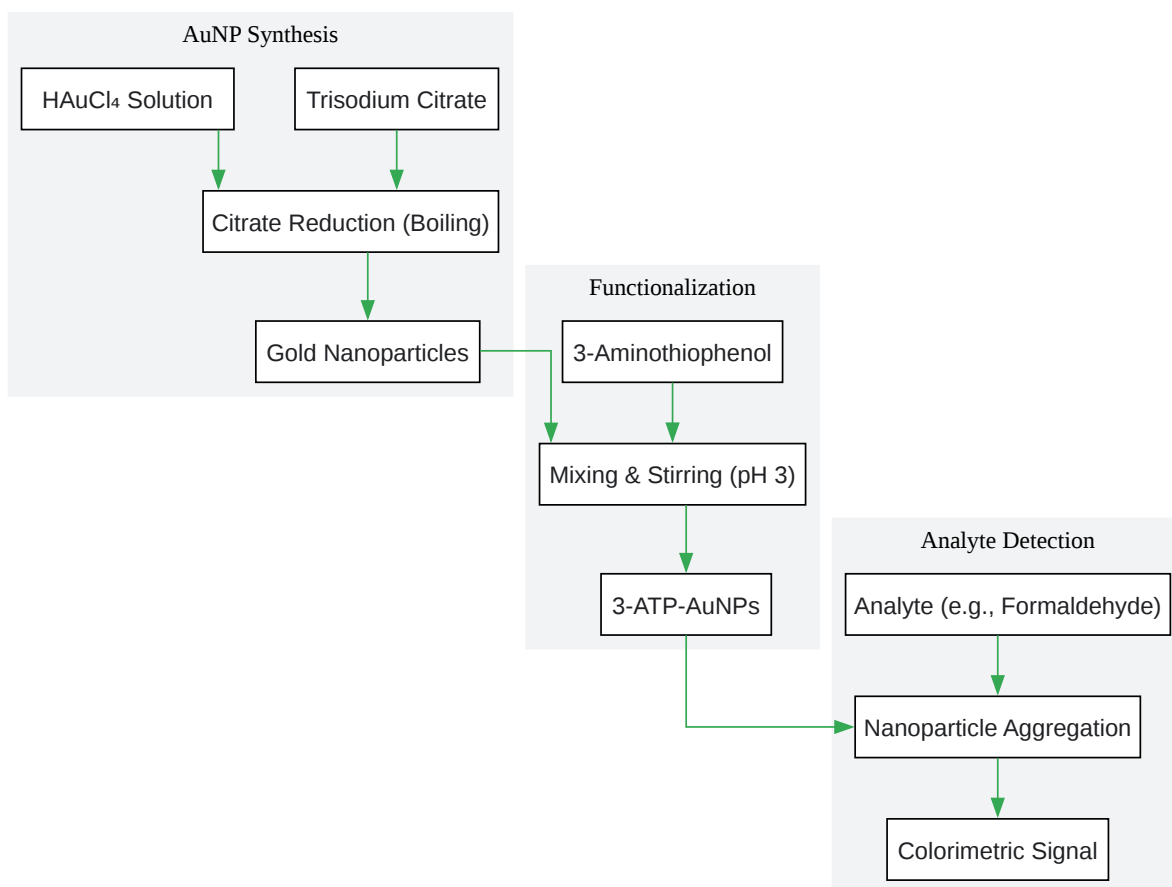 AuNP Synthesis
HAuCl₄ Solution
Trisodium Citrate
Citrate Reduction (Boiling)
Gold Nanoparticles
Functionalization
3-Aminothiophenol
Mixing & Stirring (pH 3)
3-ATP-AuNPs
Analyte Detection
Analyte (e.g., Formaldehyde)
Nanoparticle Aggregation
Colorimetric Signal